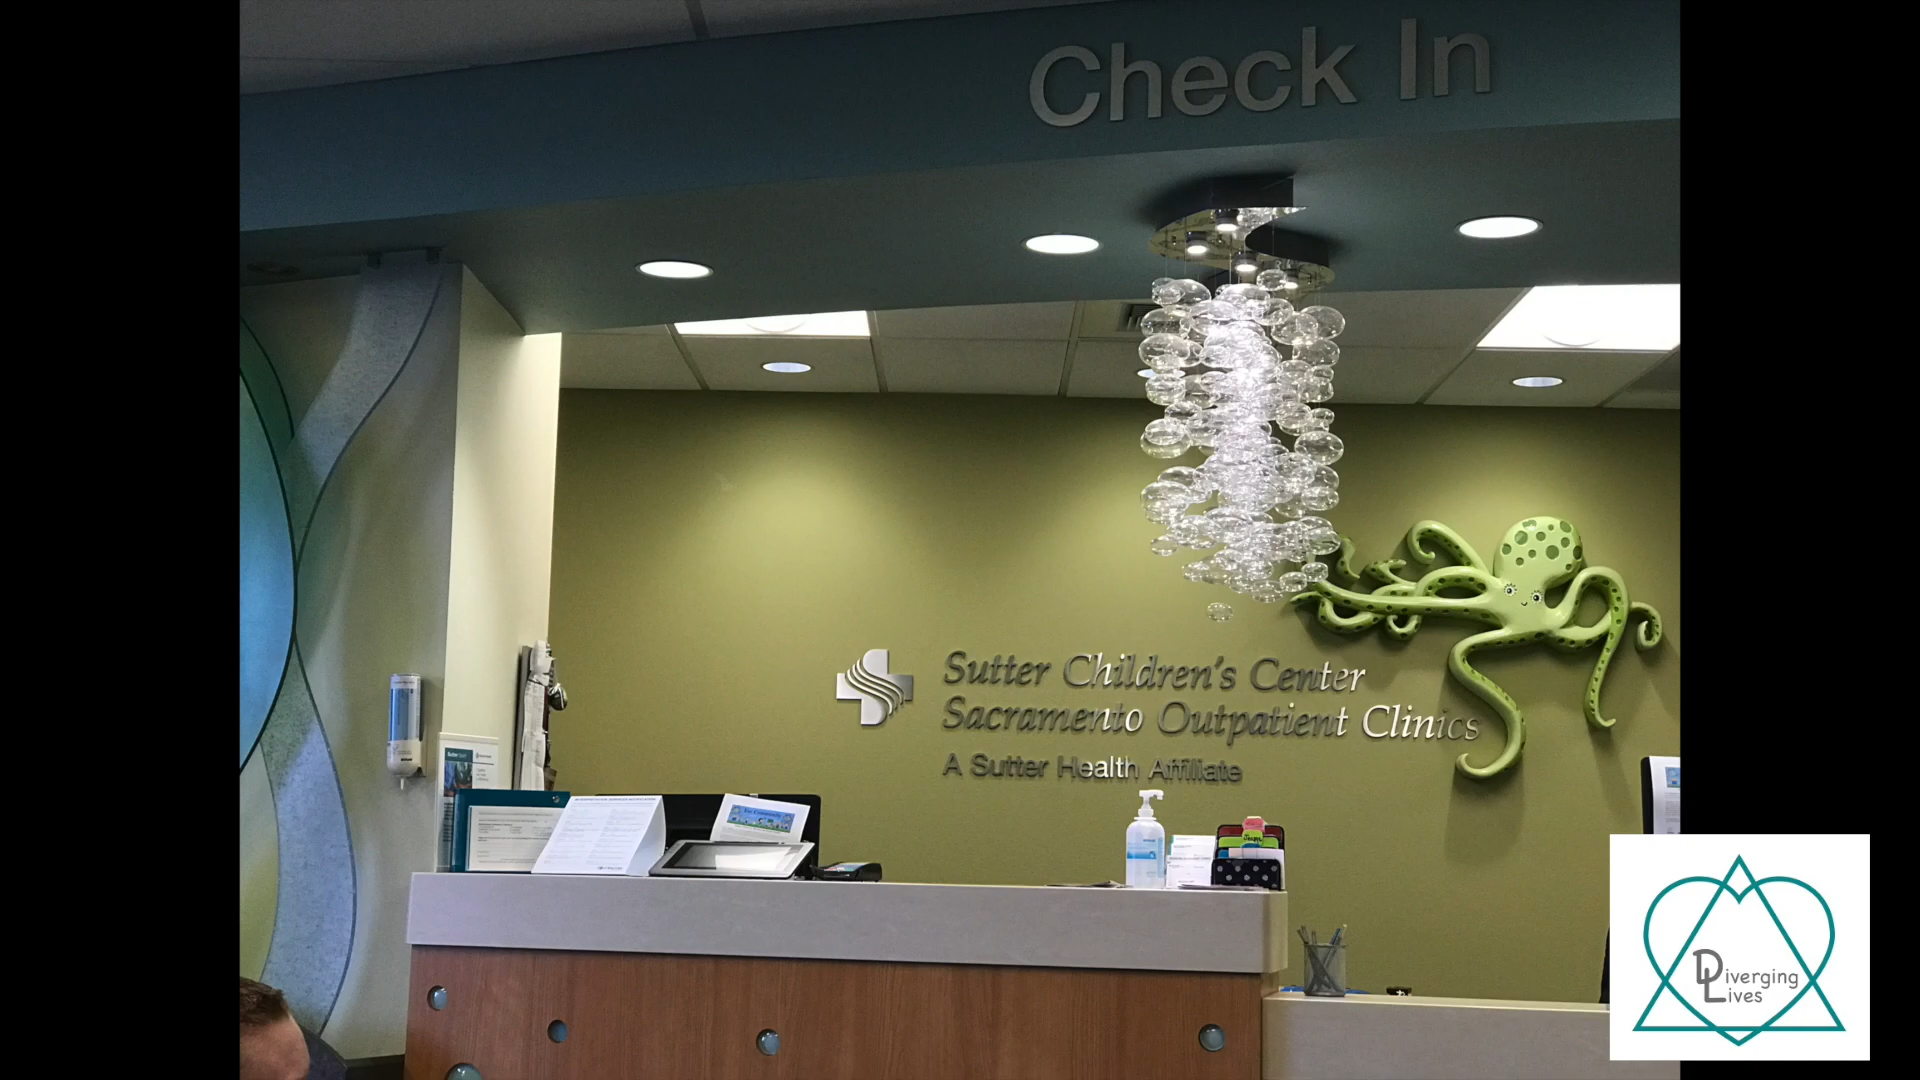 Check In
Sutter Children's Center
Sacramento Outpatient Clinics
A Sutter Health Affiliate
Diverging
Lives